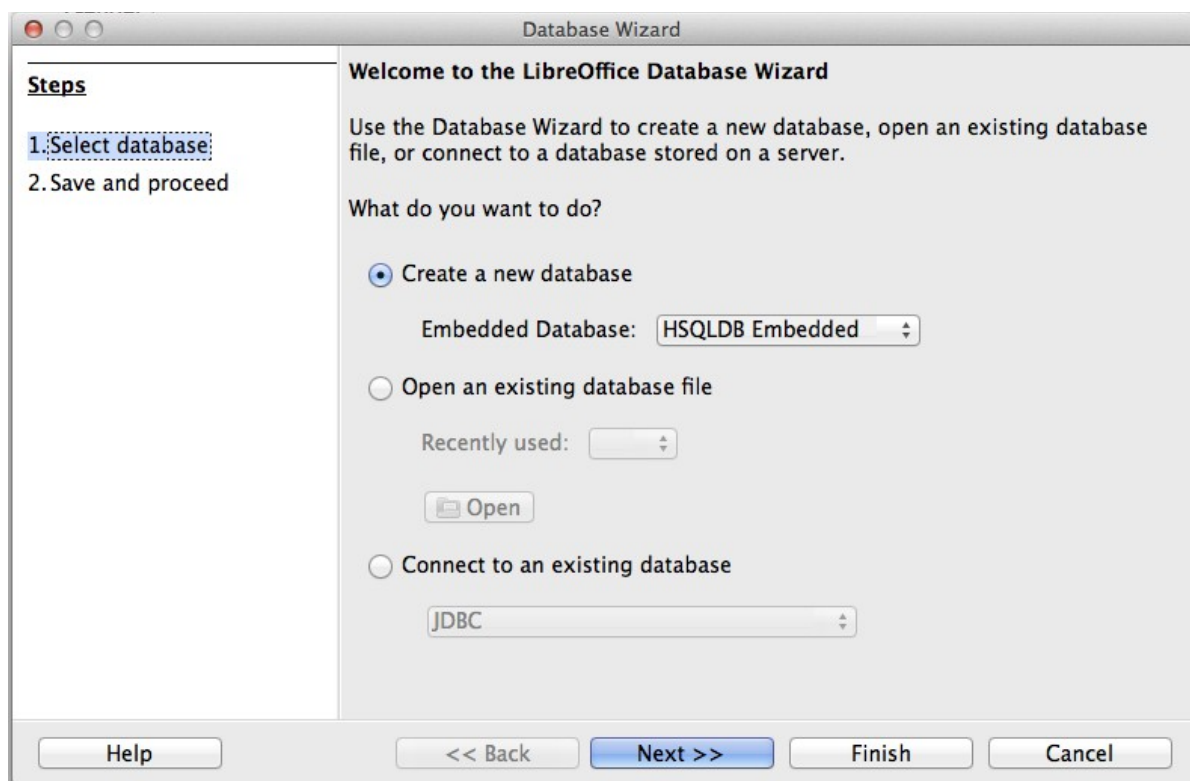 Database Wizard
Steps
1. Select database
2. Save and proceed
Welcome to the LibreOffice Database Wizard
Use the Database Wizard to create a new database, open an existing database
file, or connect to a database stored on a server.
What do you want to do?
Create a new database
Embedded Database: HSQLDB Embedded
Open an existing database file
Recently used:
Open
Connect to an existing database
JDBC
Help << Back Next >> Finish Cancel